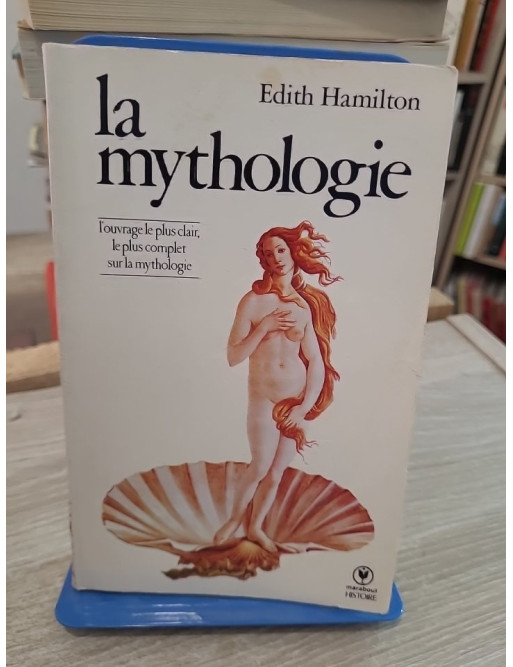 Edith Hamilton
la
mythologie
l'ouvrage le plus clair,
le plus complet
sur la mythologie
marabout
HISTOIRE